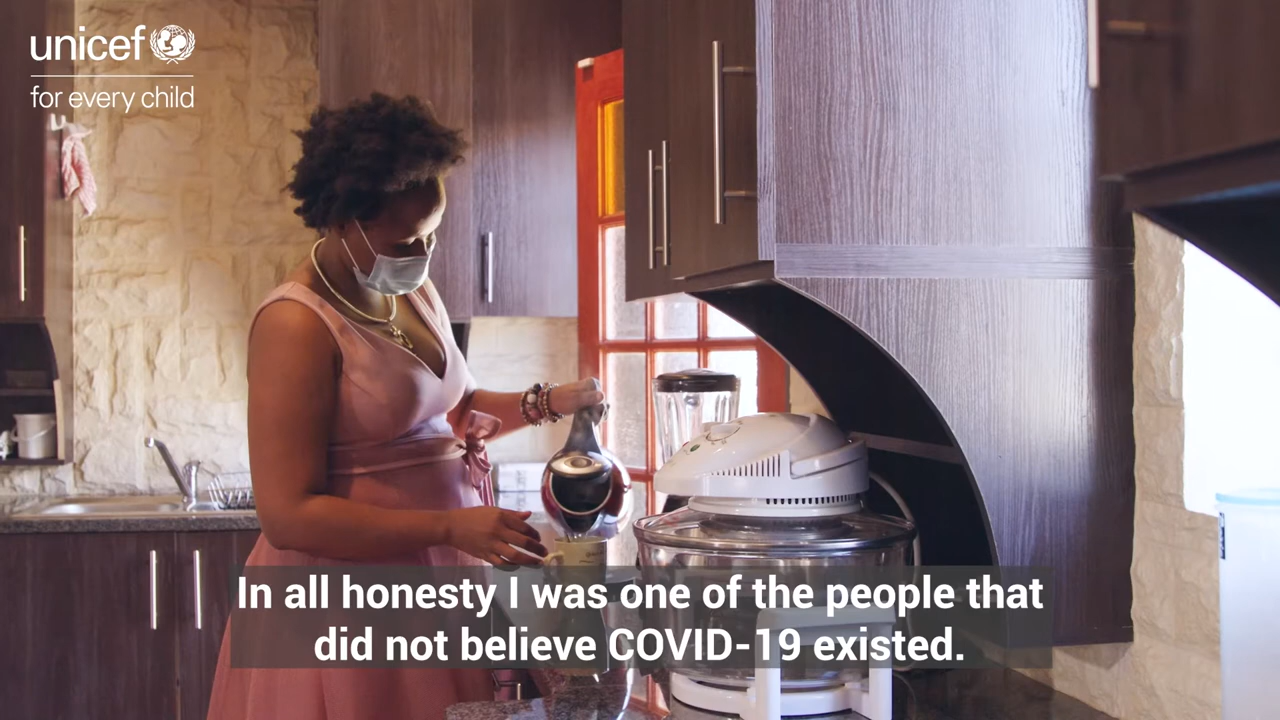 unicef
for every child
In all honesty I was one of the people that
did not believe COVID-19 existed.